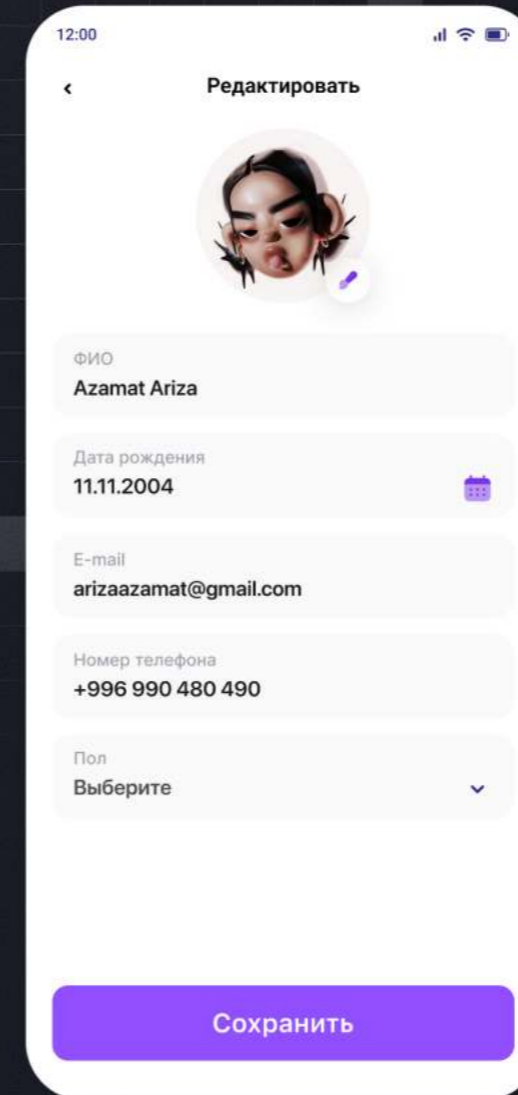 12:00
Редактировать
ФИО
Azamat Ariza
Дата рождения
11.11.2004
E-mail
arizaazamat@gmail.com
Номер телефона
+996 990 480 490
Пол
Выберите
Сохранить